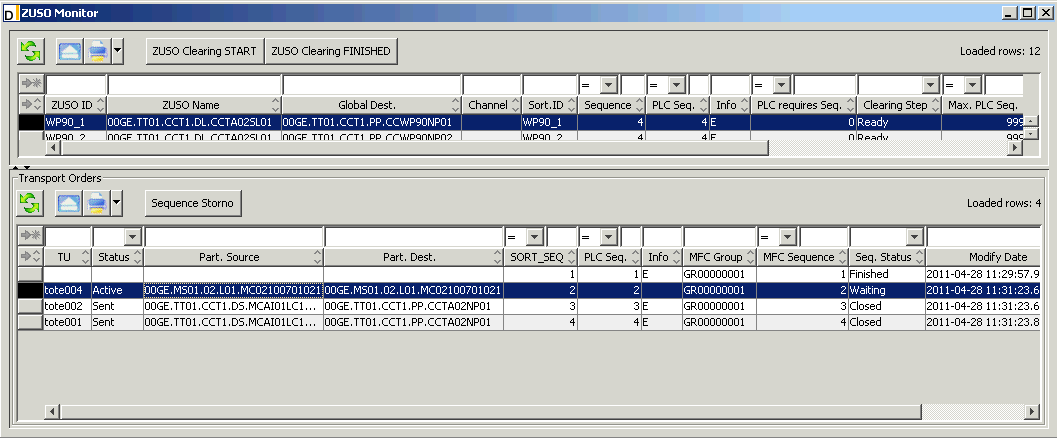 D ZUSO Monitor
ZUSO Clearing START ZUSO Clearing FINISHED Loaded rows: 12
= = = =
ZUSO ID ZUSO Name Global Dest. Channel Sort.ID Sequence PLC Seq. Info PLC requires Seq. Clearing Step Max. PLC Seq.
WP90_1 00GE.TT01.CCT1.DL.CCTA02SL01 00GE.TT01.CCT1.PP.CCWP90NP01 WP90_1 4 4 E 0 Ready 999
WP90_2 00GE.TT01.CCT1.DL.CCTA02SL01 00GE.TT01.CCT1.PP.CCWP90NP02 WP90_2 4 4 E 0 Ready 999
Transport Orders
Sequence Storno Loaded rows: 4
= = =
TU Status Part. Source Part. Dest. SORT_SEQ PLC Seq. Info MFC Group MFC Sequence Seq. Status Modify Date
1 1 E GR00000001 1 Finished 2011-04-28 11:29:57.9
tote004 Active 00GE.MS01.02.L01.MC02100701021 00GE.MS01.02.L01.MC02100701021 2 2 GR00000001 2 Waiting 2011-04-28 11:31:23.6
tote002 Sent 00GE.TT01.CCT1.DS.MCAI01LC1... 00GE.TT01.CCT1.PP.CCTA02NP01 3 3 E GR00000001 3 Closed 2011-04-28 11:31:23.6
tote001 Sent 00GE.TT01.CCT1.DS.MCAI01LC1... 00GE.TT01.CCT1.PP.CCTA02NP01 4 4 E GR00000001 4 Closed 2011-04-28 11:31:23.8